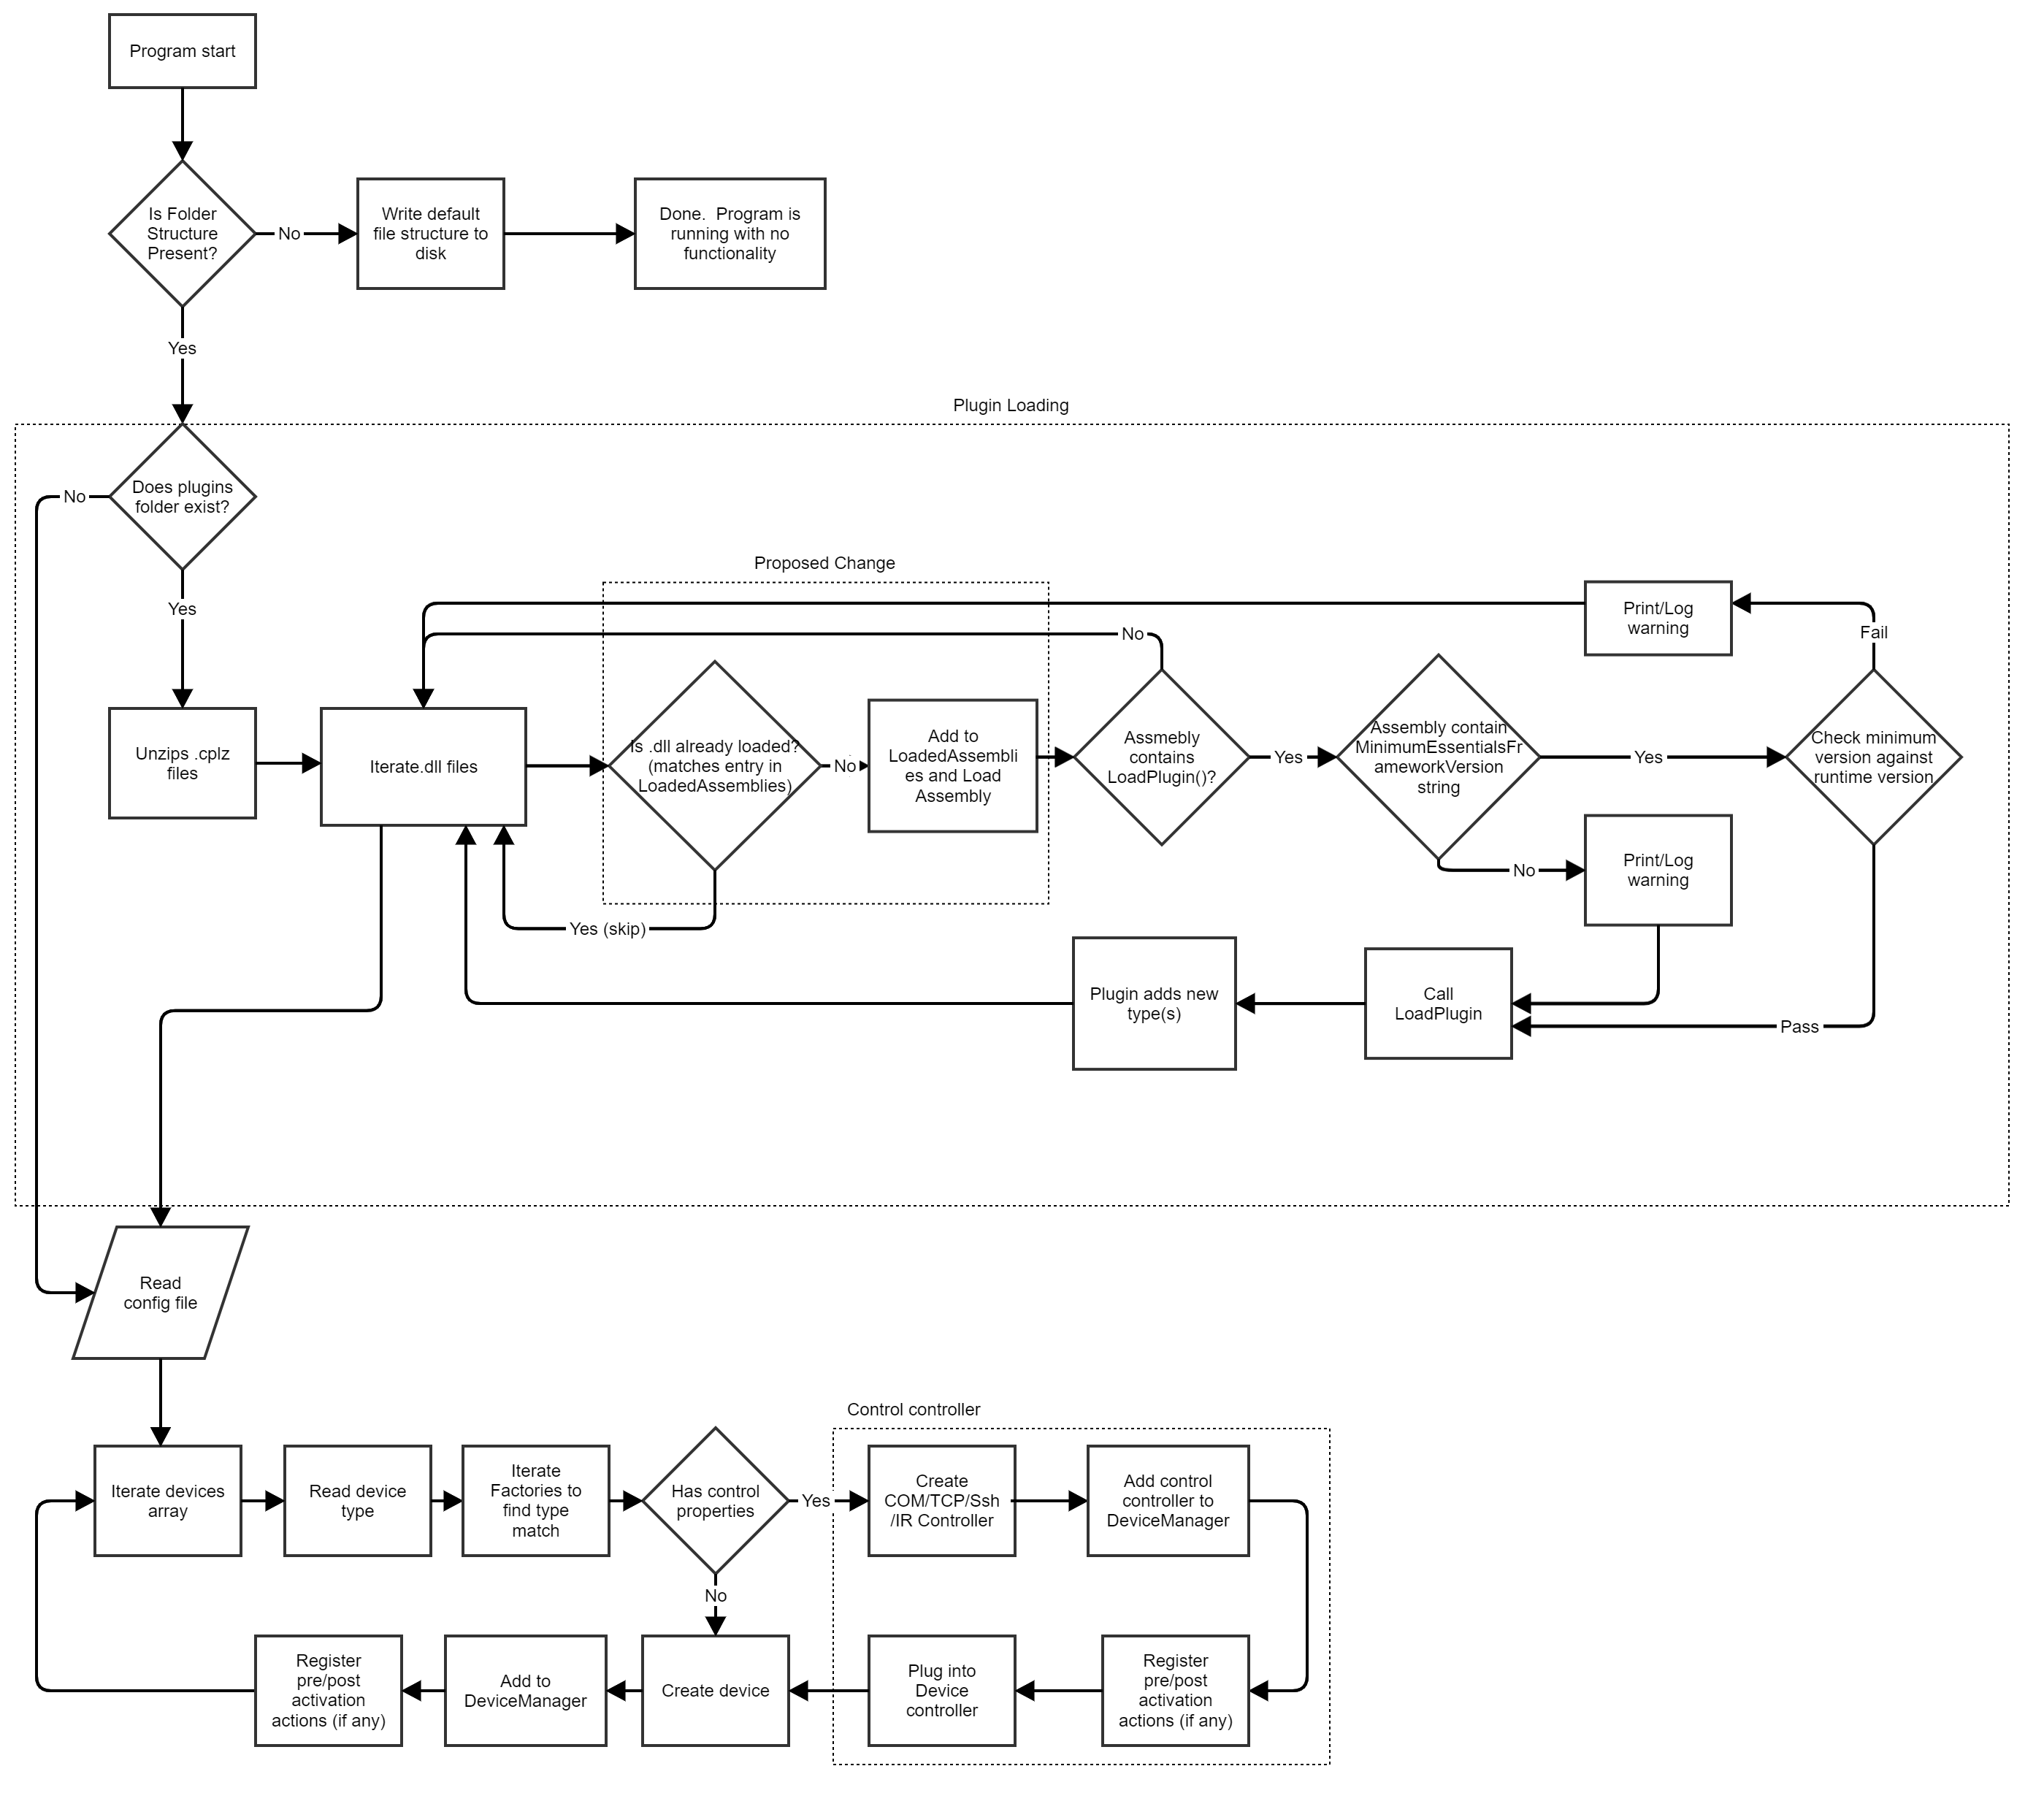 Program start
Is Folder
Structure
Present?
No
Write default
file structure to
disk
Done.  Program is
running with no
functionality
Yes
Plugin Loading
Does plugins
folder exist?
No
Yes
Proposed Change
Print/Log
warning
Fail
No
Unzips .cplz
files
Iterate.dll files
Is .dll already loaded?
(matches entry in
LoadedAssemblies)
No
Add to
LoadedAssembli
es and Load
Assembly
Assmebly
contains
LoadPlugin()?
Yes
Assembly contain
MinimumEssentialsFr
ameworkVersion
string
Yes
Check minimum
version against
runtime version
No
Print/Log
warning
Yes (skip)
Plugin adds new
type(s)
Call
LoadPlugin
Pass
Read
config file
Control controller
Iterate devices
array
Read device
type
Iterate
Factories to
find type
match
Has control
properties
Yes
Create
COM/TCP/Ssh
/IR Controller
Add control
controller to
DeviceManager
No
Register
pre/post
activation
actions (if any)
Add to
DeviceManager
Create device
Plug into
Device
controller
Register
pre/post
activation
actions (if any)